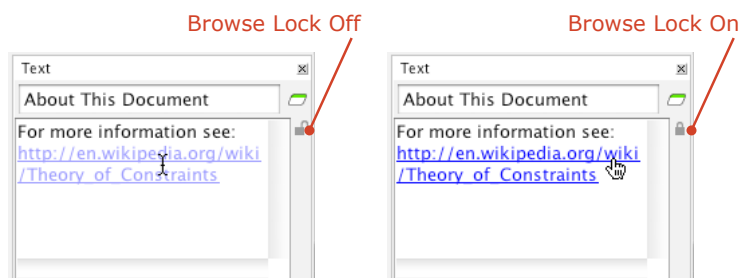 Browse Lock Off
Text
About This Document
For more information see:
http://en.wikipedia.org/wiki
/Theory_of_Constraints
Browse Lock On
Text
About This Document
For more information see:
http://en.wikipedia.org/wiki
/Theory_of_Constraints